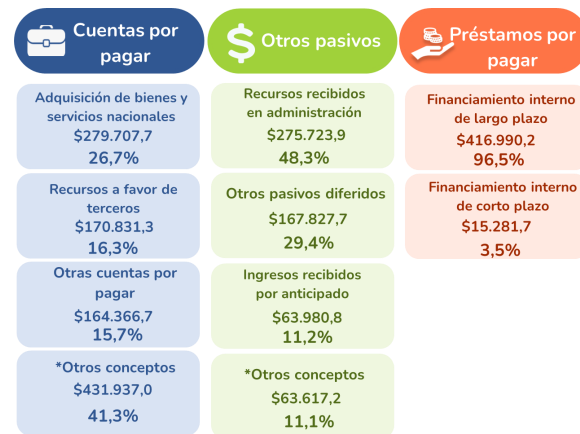 Cuentas por
pagar
Adquisición de bienes y
servicios nacionales
$279.707,7
26,7%
Recursos a favor de
terceros
$170.831,3
16,3%
Otras cuentas por
pagar
$164.366,7
15,7%
*Otros conceptos
$431.937,0
41,3%
Otros pasivos
Recursos recibidos
en administración
$275.723,9
48,3%
Otros pasivos diferidos
$167.827,7
29,4%
Ingresos recibidos
por anticipado
$63.980,8
11,2%
*Otros conceptos
$63.617,2
11,1%
Préstamos por
pagar
Financiamiento interno
de largo plazo
$416.990,2
96,5%
Financiamiento interno
de corto plazo
$15.281,7
3,5%